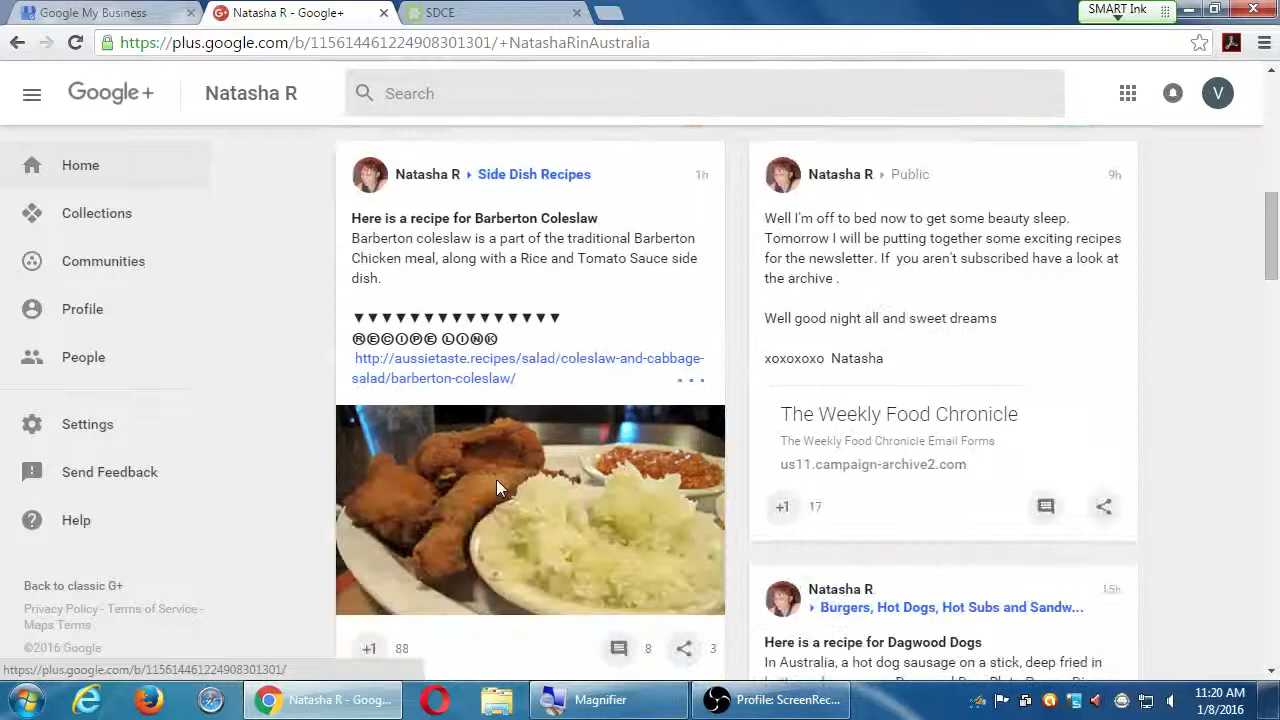 Google My Business
Natasha R - Google+
SDCE
SMART Ink
https://plus.google.com/b/115614461224908301301/+NatashaRinAustralia
Google+
Natasha R
Search
V
Home
Collections
Communities
Profile
People
Settings
Send Feedback
Help
Back to classic G+
Privacy Policy - Terms of Service -
Maps Terms
©2016 Google
https://plus.google.com/b/115614461224908301301/
Natasha R ▸ Side Dish Recipes
1h
Here is a recipe for Barberton Coleslaw
Barberton coleslaw is a part of the traditional Barberton
Chicken meal, along with a Rice and Tomato Sauce side
dish.
▼▼▼▼▼▼▼▼▼▼▼▼▼▼▼
ⓇⒺⒸⒾⓅⒺ ⓁⒾⓃⓀ
http://aussietaste.recipes/salad/coleslaw-and-cabbage-
salad/barberton-coleslaw/
+1 88
8
3
Natasha R ▸ Public
9h
Well I'm off to bed now to get some beauty sleep.
Tomorrow I will be putting together some exciting recipes
for the newsletter. If you aren't subscribed have a look at
the archive .
Well good night all and sweet dreams
xoxoxoxo Natasha
The Weekly Food Chronicle
The Weekly Food Chronicle Email Forms
us11.campaign-archive2.com
+1 17
Natasha R
15h
▸ Burgers, Hot Dogs, Hot Subs and Sandw...
Here is a recipe for Dagwood Dogs
In Australia, a hot dog sausage on a stick, deep fried in
Natasha R - Goog...
Magnifier
Profile: ScreenRec...
11:20 AM
1/8/2016